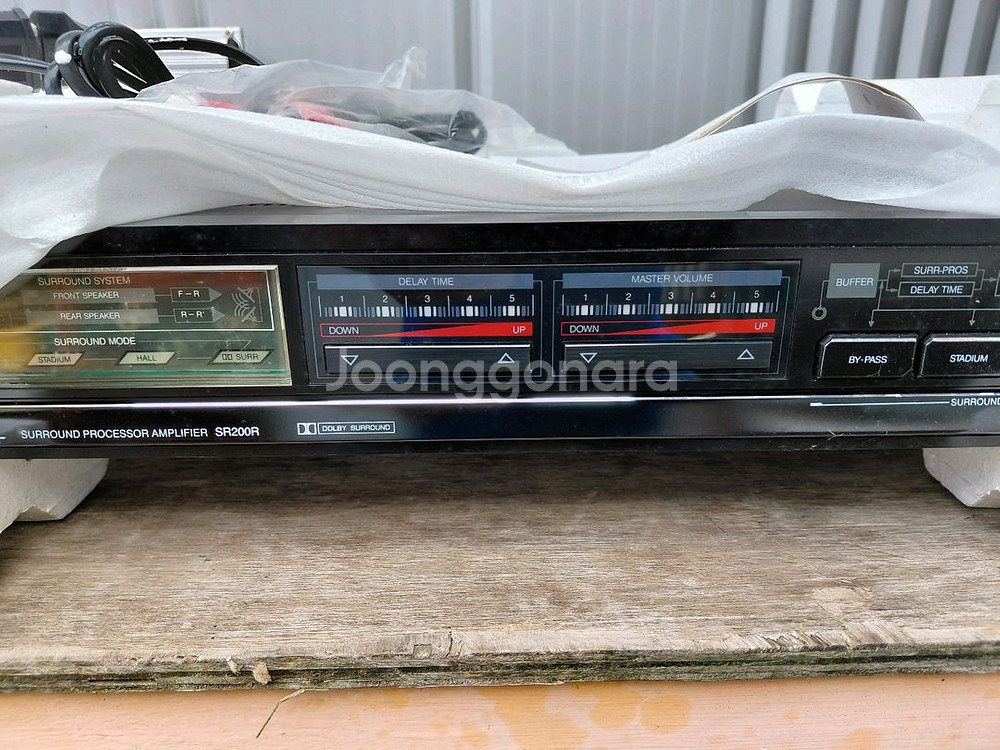 SURROUND SYSTEM
FRONT SPEAKER F-R
REAR SPEAKER R-R'
SURROUND MODE
STADIUM HALL SURR
DELAY TIME
1 2 3 4 5
DOWN UP
MASTER VOLUME
1 2 3 4 5
DOWN UP
BUFFER
SURR-PROS
DELAY TIME
BY-PASS
STADIUM
Joonggonara
SURROUND
SURROUND PROCESSOR AMPLIFIER SR200R
DOLBY SURROUND